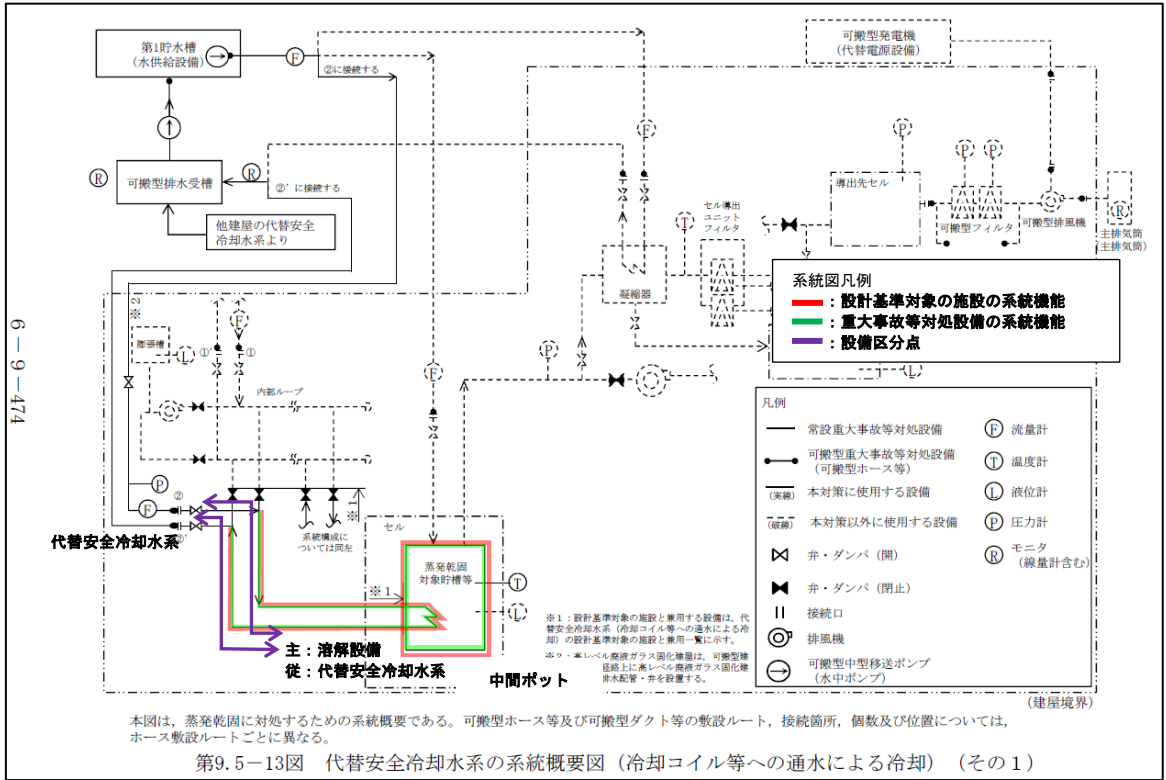 第1貯水槽
(水供給設備)
F
②に接続する
可搬型発電機
(代替電源設備)
F
R
可搬型排水受槽
R
②’に接続する
他建屋の代替安全
冷却水系より
P
P
P
導出先セル
可搬型フィルタ
可搬型排風機
R
主排気筒
(主排気筒)
セル導出
ユニット
フィルタ
T
凝縮器
系統図凡例
:設計基準対象の施設の系統機能
:重大事故等対処設備の系統機能
:設備区分点
6-9-474
※2
膨張槽
L
①’
F
①
内部ループ
F
P
L
P
F
②
②’
※1
系統構成に
ついては同左
代替安全冷却水系
セル
蒸発乾固
対象貯槽等
T
L
※1
主:溶解設備
従:代替安全冷却水系
中間ポット
※1:設計基準対象の施設と兼用する設備は,代
替安全冷却水系(冷却コイル等への通水による冷
却)の設計基準対象の施設と兼用一覧に示す。
※2:高レベル廃液ガラス固化建屋は,可搬型建
経路上に高レベル廃液ガラス固化建
排水配管・弁を設置する。
凡例
常設重大事故等対処設備
可搬型重大事故等対処設備
(可搬型ホース等)
(実線) 本対策に使用する設備
(破線) 本対策以外に使用する設備
弁・ダンパ(開)
弁・ダンパ(閉止)
接続口
排風機
可搬型中型移送ポンプ
(水中ポンプ)
F 流量計
T 温度計
L 液位計
P 圧力計
R モニタ
(線量計含む)
(建屋境界)
本図は,蒸発乾固に対処するための系統概要である。可搬型ホース等及び可搬型ダクト等の敷設ルート,接続箇所,個数及び位置については,
ホース敷設ルートごとに異なる。
第9.5-13図 代替安全冷却水系の系統概要図(冷却コイル等への通水による冷却)(その1)